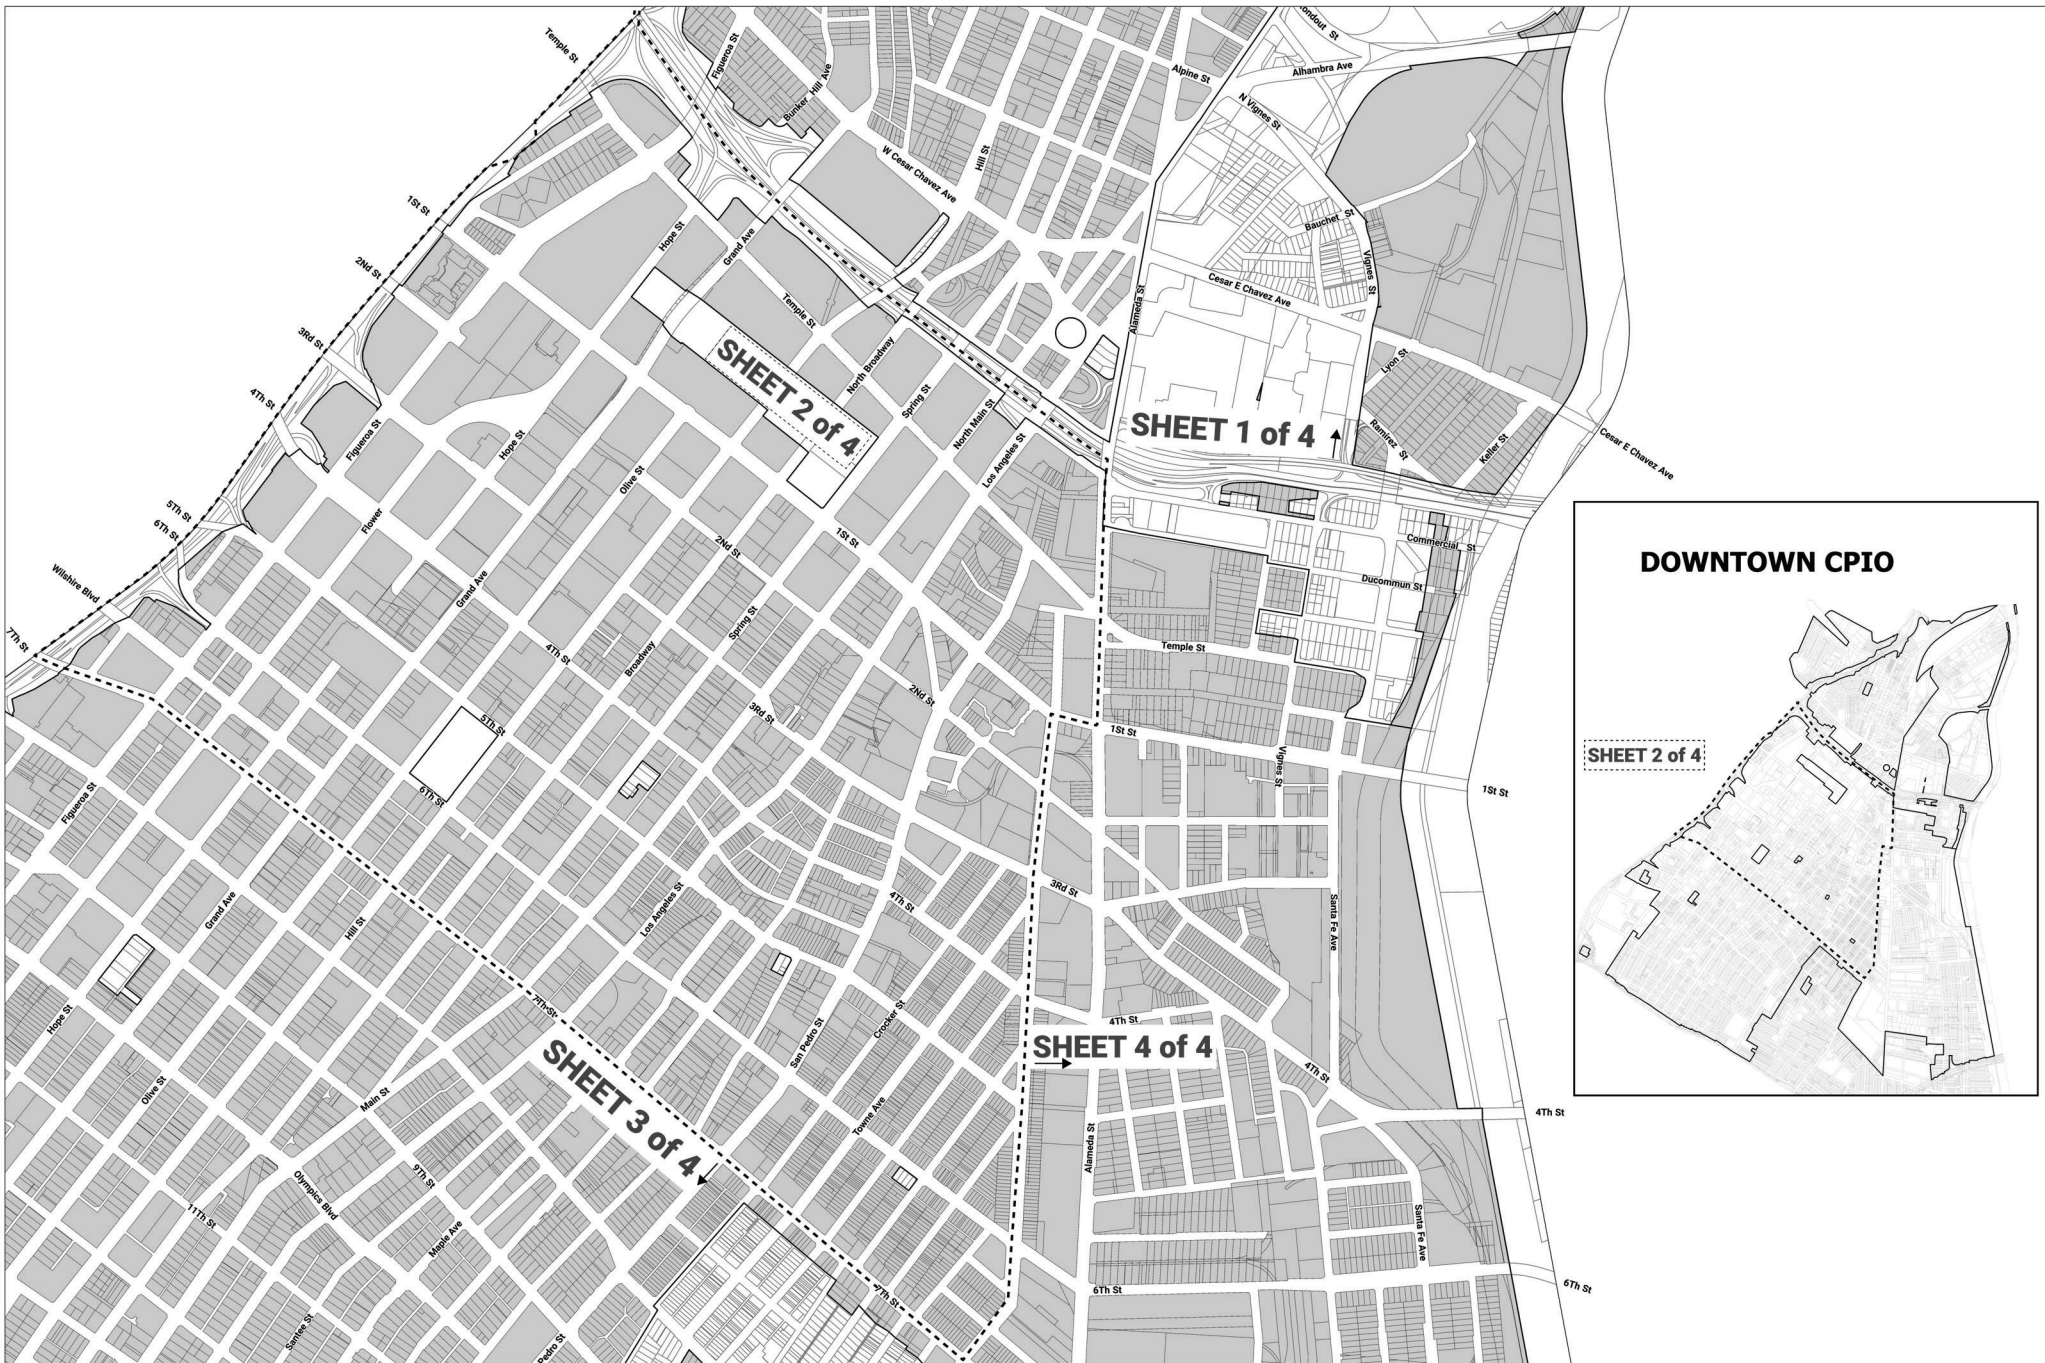 Temple St
Figueroa St
Bunker Hill Ave
Alpine St
ondout St
Alhambra Ave
N Vignes St
W Cesar Chavez Ave
Hill St
Bauchet St
Vignes St
1St St
2Nd St
3Rd St
4Th St
5Th St
6Th St
Wilshire Blvd
7Th St
Hope St
Grand Ave
Temple St
Alameda St
Cesar E Chavez Ave
Lyon St
North Broadway
Spring St
North Main St
Los Angeles St
SHEET 2 of 4
SHEET 1 of 4
Ramirez St
Keller St
Cesar E Chavez Ave
Figueroa St
Hope St
Olive St
Flower
1St St
2Nd St
Grand Ave
Spring St
4Th St
Broadway
Commercial St
Ducommun St
Temple St
2Nd St
3Rd St
5Th St
6Th St
1St St
Vignes St
1St St
Figueroa St
Grand Ave
Hill St
Los Angeles St
4Th St
3Rd St
Santa Fe Ave
Hope St
7Th St
San Pedro St
Crocker St
4Th St
SHEET 4 of 4
SHEET 3 of 4
4Th St
4Th St
Olive St
Main St
Towne Ave
Alameda St
11Th St
Olympics Blvd
9Th St
Maple Ave
Santa Fe Ave
Santee St
Pedro St
7Th St
6Th St
6Th St
DOWNTOWN CPIO
SHEET 2 of 4